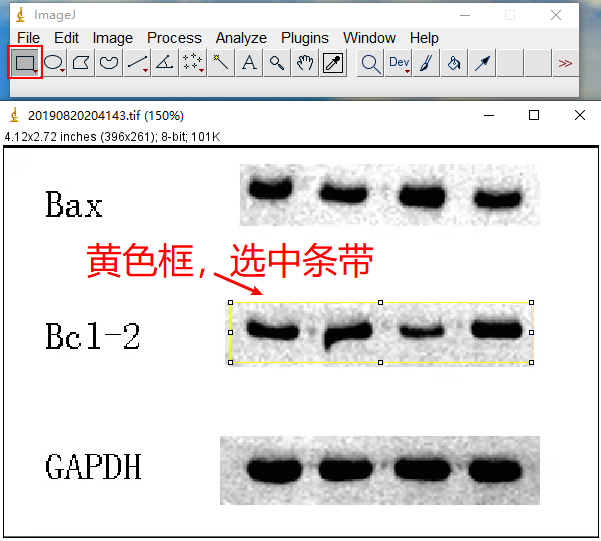 ImageJ
File Edit Image Process Analyze Plugins Window Help
Dev
>>
20190820204143.tif (150%)
4.12x2.72 inches (396x261); 8-bit; 101K
Bax
黄色框，选中条带
Bcl-2
GAPDH